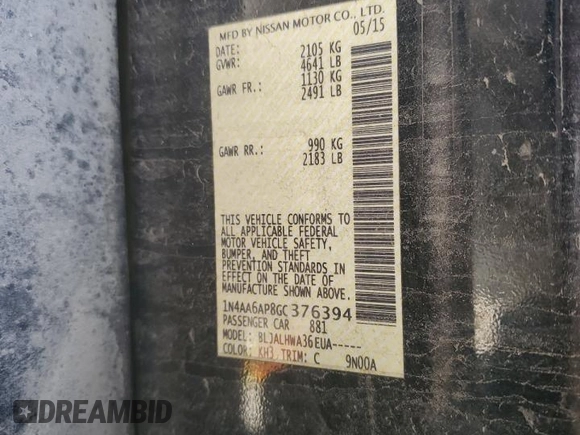 MFD BY NISSAN MOTOR CO., LTD.
DATE: 05/15
GVWR: 2105 KG
4641 LB
GAWR FR.: 1130 KG
2491 LB
GAWR RR.: 990 KG
2183 LB
THIS VEHICLE CONFORMS TO
ALL APPLICABLE FEDERAL
MOTOR VEHICLE SAFETY,
BUMPER, AND THEFT
PREVENTION STANDARDS IN
EFFECT ON THE DATE OF
MANUFACTURE SHOWN ABOVE.
1N4AA6AP8GC376394
PASSENGER CAR 881
MODEL: BLJALHWA36EUA-----
COLOR: KH3 TRIM: C 9N00A
DREAMBID